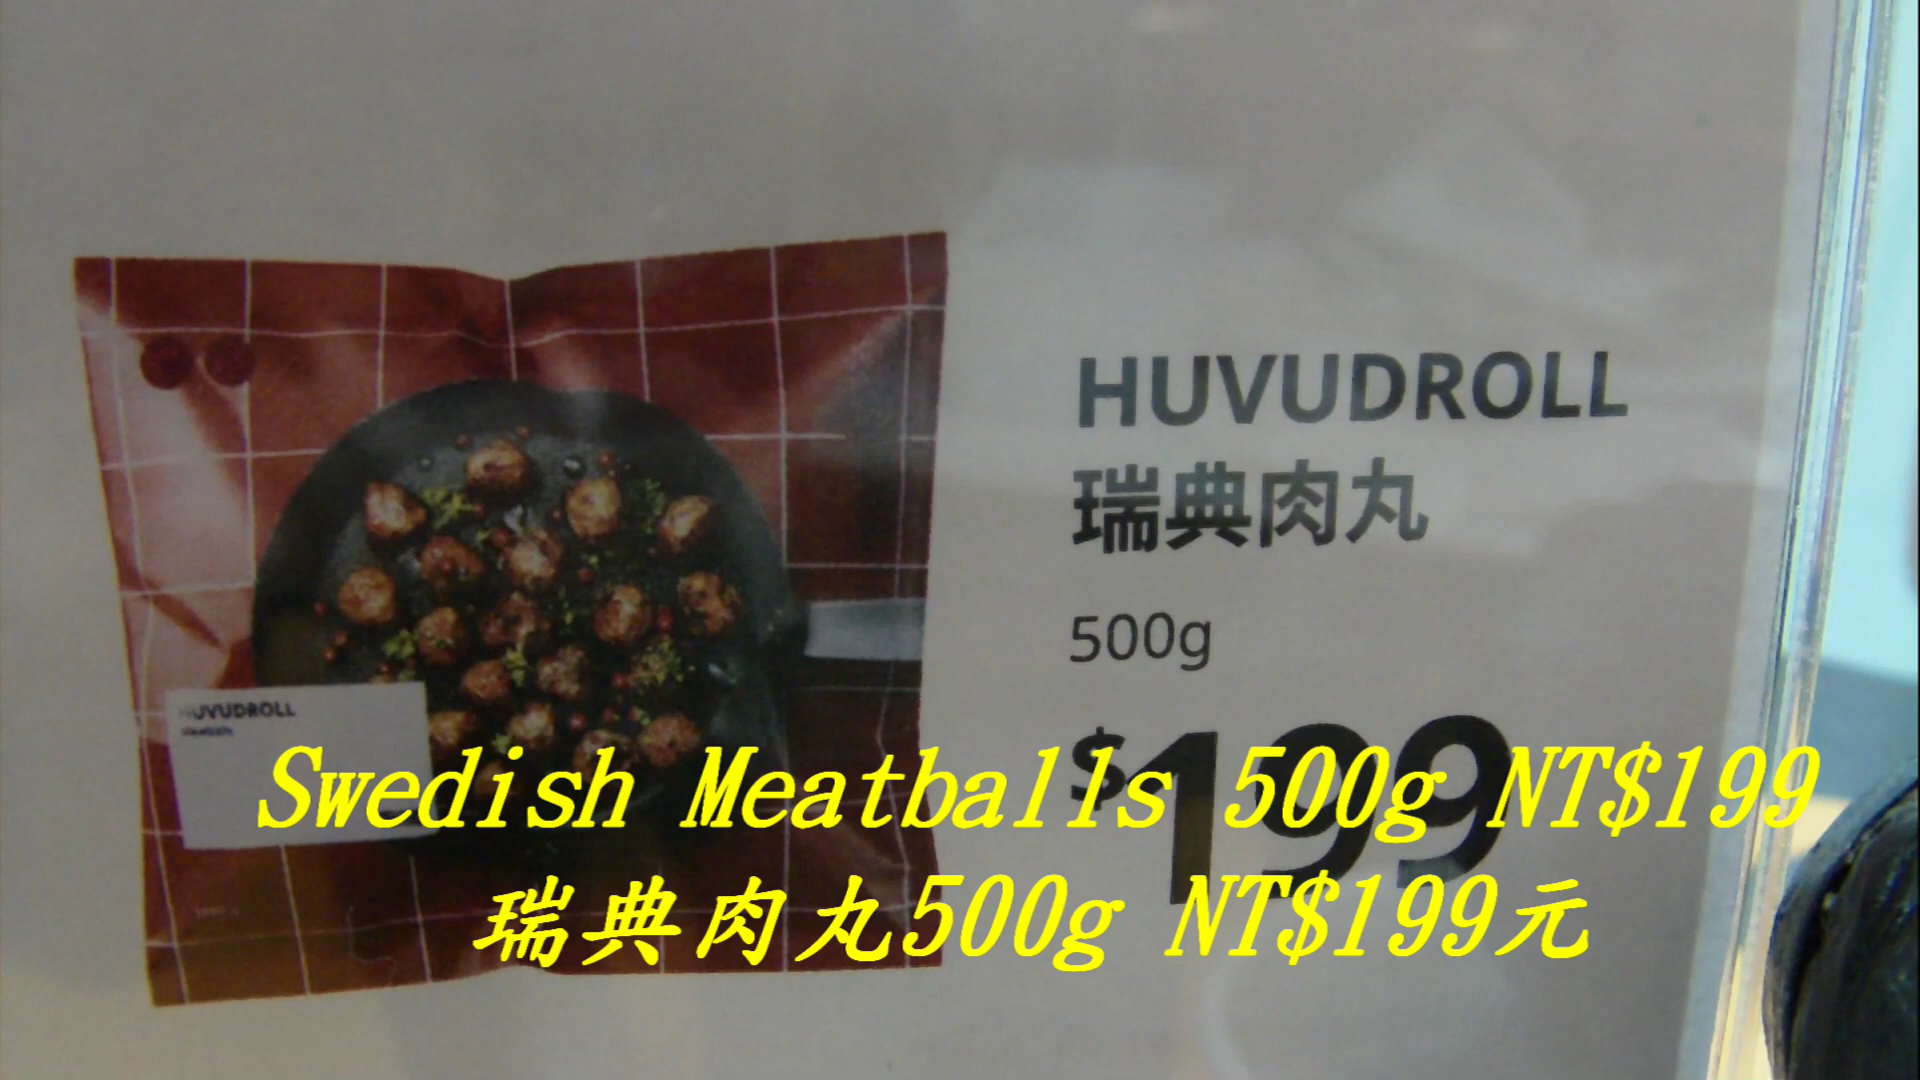 HUVUDROLL
瑞典肉丸
500g
$199
HUVUDROLL
Swedish Meatballs 500g NT$199
瑞典肉丸500g NT$199元